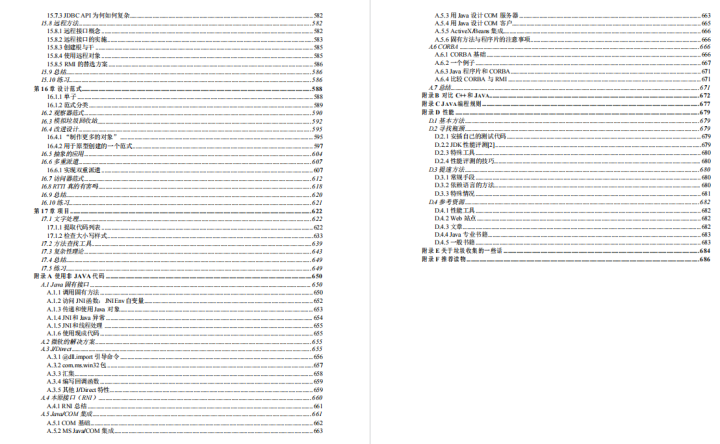 15.7.3 JDBC API 为何如何复杂 582
15.8 远程方法 582
15.8.1 远程接口概念 582
15.8.2 远程接口的实施 583
15.8.3 创建根与干 585
15.8.4 使用远程对象 585
15.8.5 RMI 的替选方案 586
15.9 总结 586
15.10 练习 586
第 16 章 设计范式 588
16.1.1 单子 588
16.1.2 范式分类 589
16.2 观察器范式 590
16.3 模拟垃圾回收站 592
16.4 改进设计 595
16.4.1 “制作更多的对象” 595
16.4.2 用于原型创建的一个范式 597
16.5 抽象的应用 604
16.6 多重派遣 607
16.6.1 实现双重派遣 607
16.7 访问器范式 612
16.8 RTTI 真的有害吗 618
16.9 总结 620
16.10 练习 621
第 17 章 项目 622
17.1 文字处理 622
17.1.1 提取代码列表 622
17.1.2 检查大小写样式 633
17.2 方法查找工具 639
17.3 复杂性理论 643
17.4 总结 649
17.5 练习 649
附录 A 使用非 JAVA 代码 650
A.1 Java 固有接口 650
A.1.1 调用固有方法 650
A.1.2 访问 JNI 函数：JNIEnv 自变量 652
A.1.3 传递和使用 Java 对象 653
A.1.4 JNI 和 Java 异常 654
A.1.5 JNI 和线程处理 655
A.1.6 使用现成代码 655
A.2 微软的解决方案 655
A.3 J/Direct 655
A.3.1 @dll.import 引导命令 656
A.3.2 com.ms.win32 包 657
A.3.3 汇集 658
A.3.4 编写回调函数 659
A.3.5 其他 J/Direct 特性 659
A.4 本原接口（RNI） 660
A.4.1 RNI 总结 661
A.5 Java/COM 集成 661
A.5.1 COM 基础 662
A.5.2 MS Java/COM 集成 663
A.5.3 用 Java 设计 COM 服务器 663
A.5.4 用 Java 设计 COM 客户 665
A.5.5 ActiveX/Beans 集成 666
A.5.6 固有方法与程序片的注意事项 666
A.6 CORBA 666
A.6.1 CORBA 基础 666
A.6.2 一个例子 667
A.6.3 Java 程序片和 CORBA 671
A.6.4 比较 CORBA 与 RMI 671
A.7 总结 671
附录 B 对比 C++和 JAVA 672
附录 C JAVA 编程规则 677
附录 D 性能 679
D.1 基本方法 679
D.2 寻找瓶颈 679
D.2.1 安插自己的测试代码 679
D.2.2 JDK 性能评测[2] 679
D.2.3 特殊工具 680
D.2.4 性能评测的技巧 680
D.3 提速方法 680
D.3.1 常规手段 680
D.3.2 依赖语言的方法 680
D.3.3 特殊情况 681
D.4 参考资源 682
D.4.1 性能工具 682
D.4.2 Web 站点 682
D.4.3 文章 682
D.4.4 Java 专业书籍 683
D.4.5 一般书籍 683
附录 E 关于垃圾收集的一些话 684
附录 F 推荐读物 686